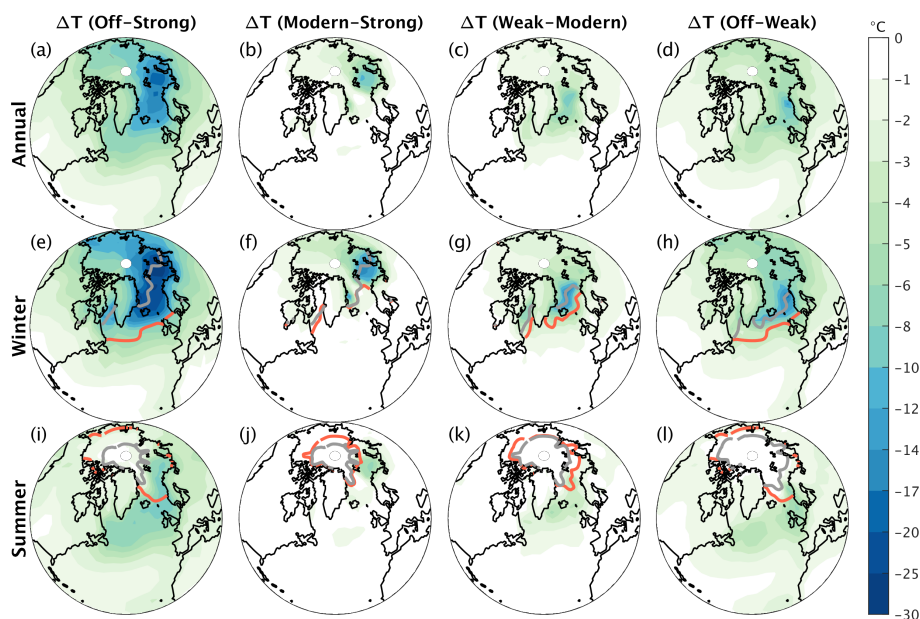 ΔT (Off−Strong) ΔT (Modern−Strong) ΔT (Weak−Modern) ΔT (Off−Weak) °C
(a) (b) (c) (d)
Annual
(e) (f) (g) (h)
Winter
(i) (j) (k) (l)
Summer
0
−1
−2
−3
−4
−5
−6
−7
−8
−10
−12
−14
−17
−20
−25
−30